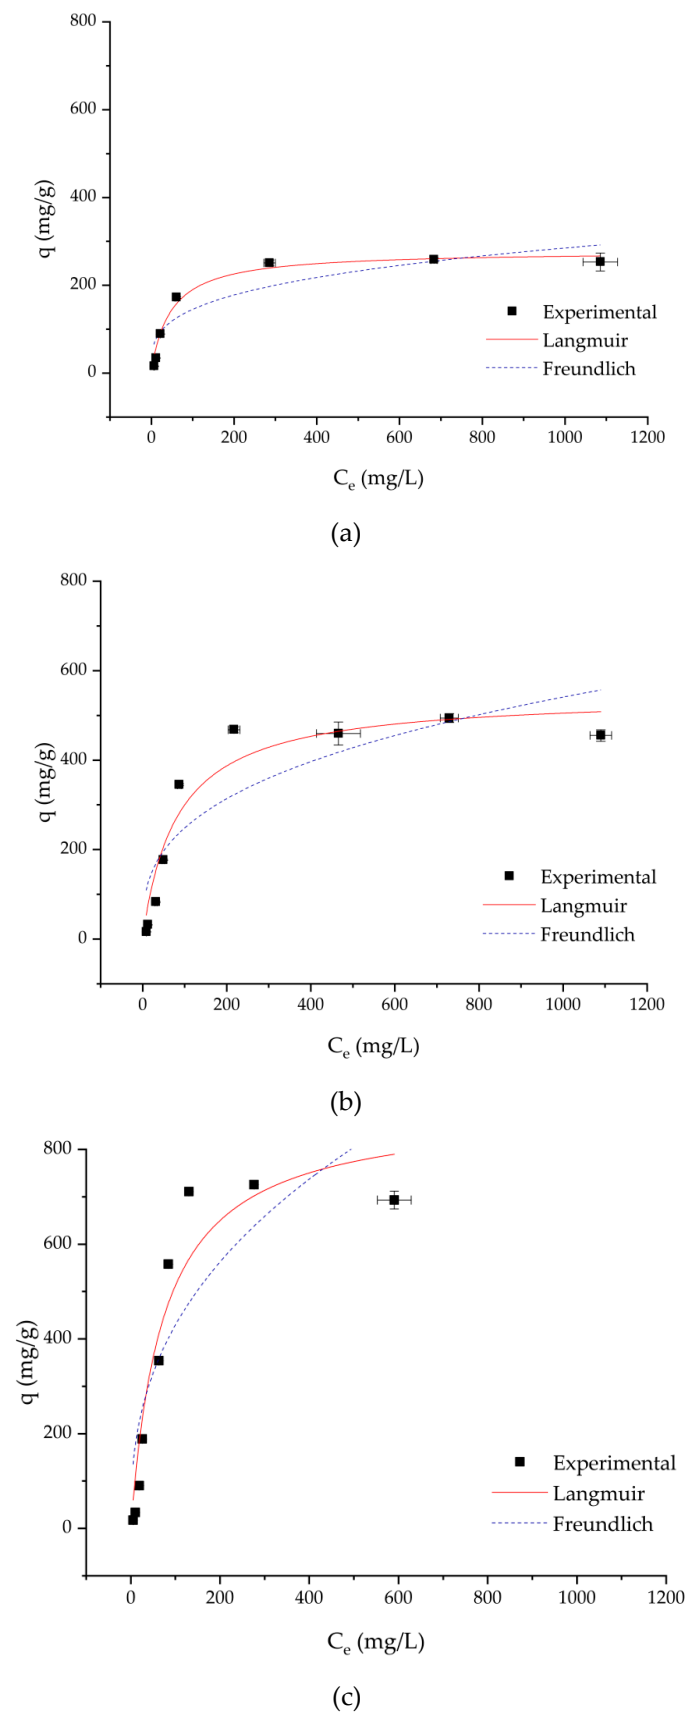 800
600
400
200
0
q (mg/g)
Experimental
Langmuir
Freundlich
0 200 400 600 800 1000 1200
Cₑ (mg/L)
(a)
800
600
400
200
0
q (mg/g)
Experimental
Langmuir
Freundlich
0 200 400 600 800 1000 1200
Cₑ (mg/L)
(b)
800
600
400
200
0
q (mg/g)
Experimental
Langmuir
Freundlich
0 200 400 600 800 1000 1200
Cₑ (mg/L)
(c)